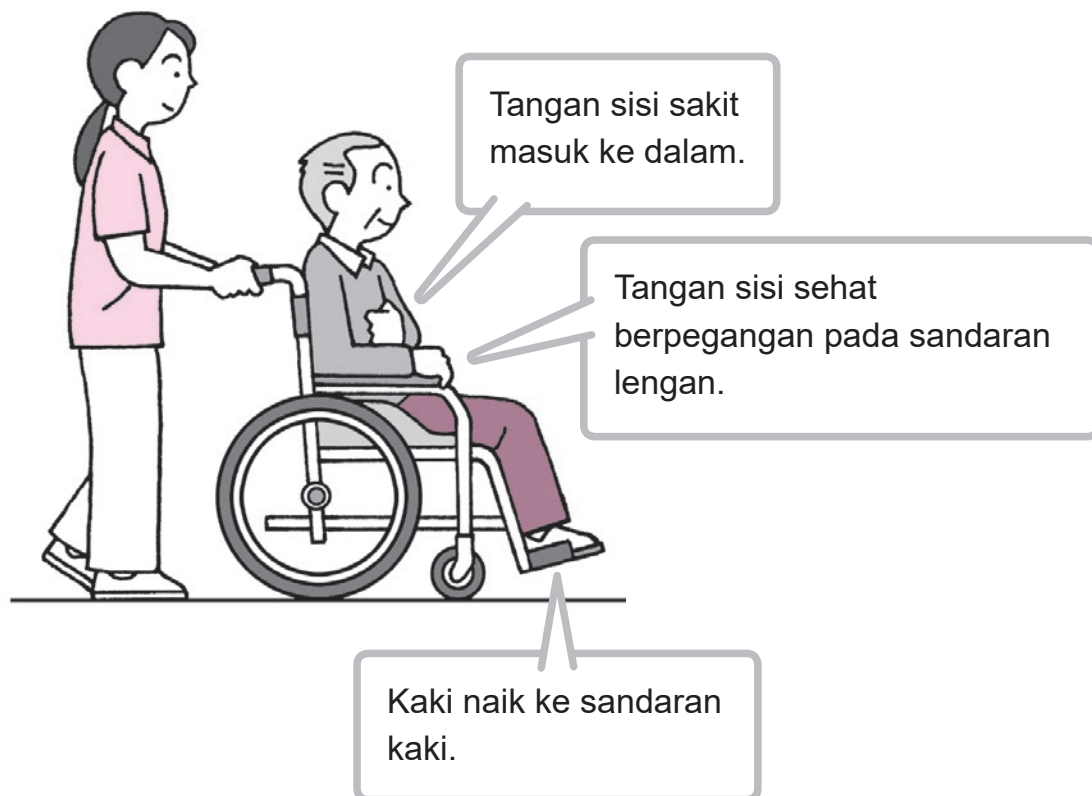 Tangan sisi sakit
masuk ke dalam.
Tangan sisi sehat
berpegangan pada sandaran
lengan.
Kaki naik ke sandaran
kaki.